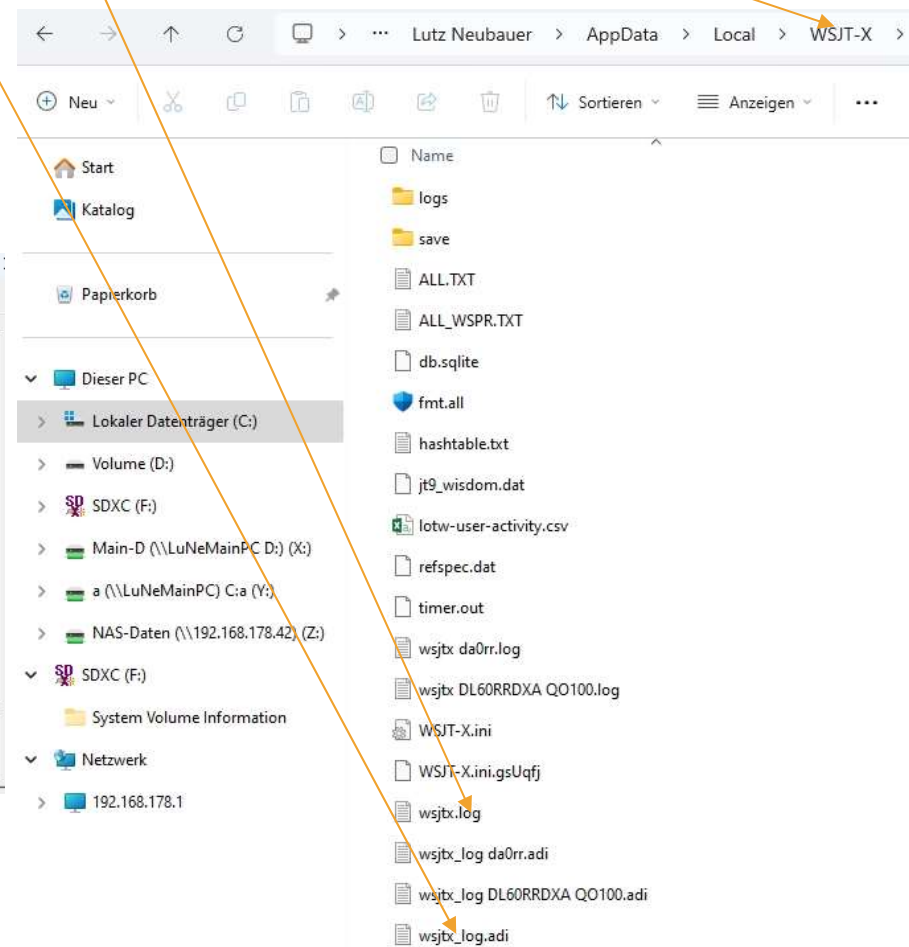 ··· Lutz Neubauer > AppData > Local > WSJT-X >
Neu Sortieren Anzeigen ···
Start
Katalog
Papierkorb
Dieser PC
Lokaler Datenträger (C:)
Volume (D:)
SDXC (F:)
Main-D (\\LuNeMainPC D:) (X:)
a (\\LuNeMainPC) C:a (Y:)
NAS-Daten (\\192.168.178.42) (Z:)
SDXC (F:)
System Volume Information
Netzwerk
192.168.178.1
Name
logs
save
ALL.TXT
ALL_WSPR.TXT
db.sqlite
fmt.all
hashtable.txt
jt9_wisdom.dat
lotw-user-activity.csv
refspec.dat
timer.out
wsjtx da0rr.log
wsjtx DL60RRDXA QO100.log
WSJT-X.ini
WSJT-X.ini.gsUqfj
wsjtx.log
wsjtx_log da0rr.adi
wsjtx_log DL60RRDXA QO100.adi
wsjtx_log.adi